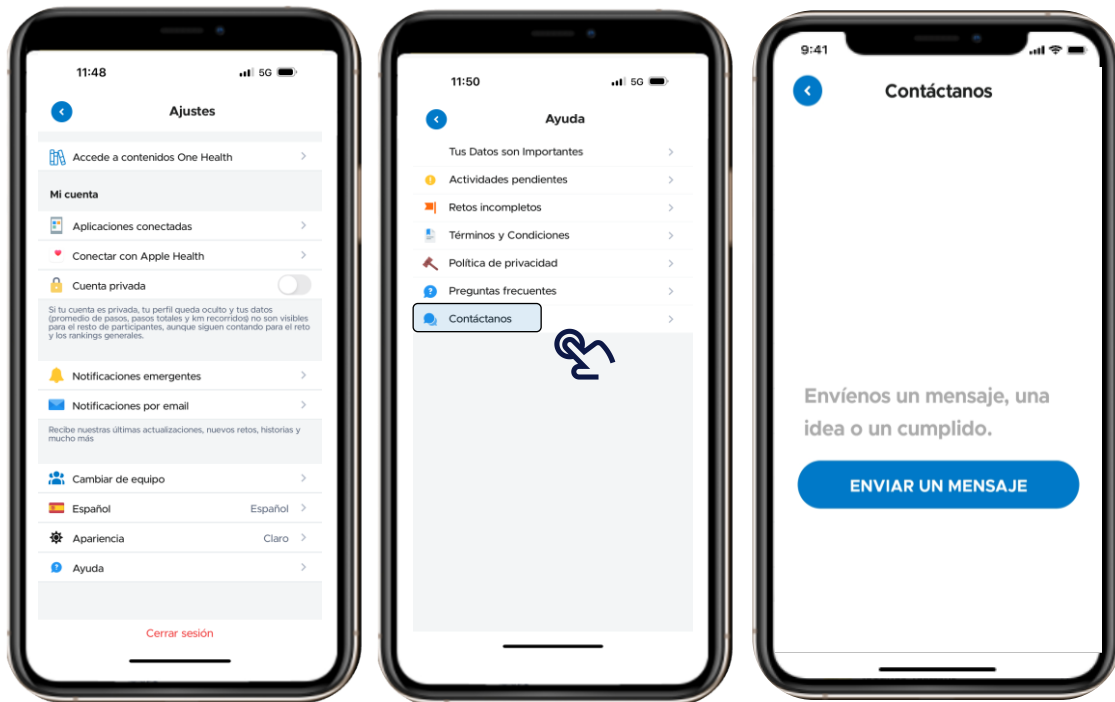 11:48
5G
Ajustes
Accede a contenidos One Health
Mi cuenta
Aplicaciones conectadas
Conectar con Apple Health
Cuenta privada
Si tu cuenta es privada, tu perfil queda oculto y tus datos
(promedio de pasos, pasos totales y km recorridos) no son visibles
para el resto de participantes, aunque siguen contando para el reto
y los rankings generales.
Notificaciones emergentes
Notificaciones por email
Recibe nuestras últimas actualizaciones, nuevos retos, historias y
mucho más
Cambiar de equipo
Español Español
Apariencia Claro
Ayuda
Cerrar sesión
11:50
5G
Ayuda
Tus Datos son Importantes
Actividades pendientes
Retos incompletos
Términos y Condiciones
Política de privacidad
Preguntas frecuentes
Contáctanos
9:41
Contáctanos
Envíenos un mensaje, una
idea o un cumplido.
ENVIAR UN MENSAJE